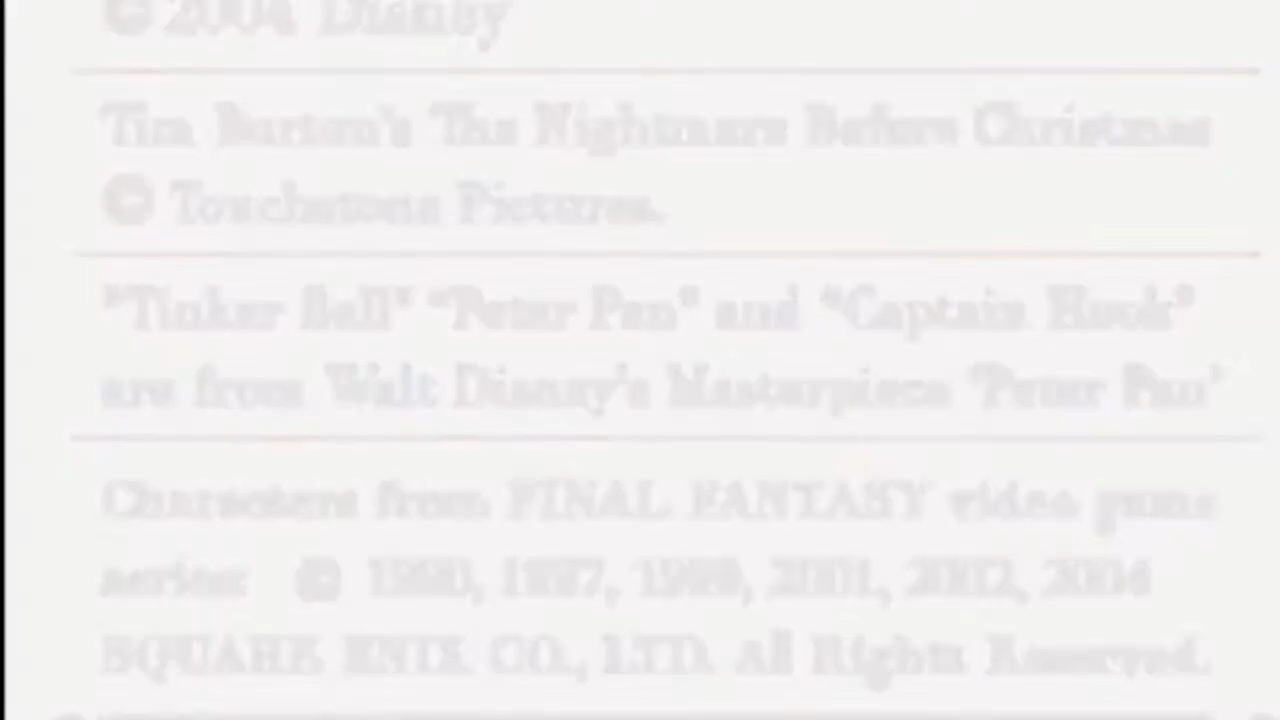 © 2004 Disney
Tim Burton's The Nightmare Before Christmas
© Touchstone Pictures.
"Tinker Bell" "Peter Pan" and "Captain Hook"
are from Walt Disney's Masterpiece 'Peter Pan'
Characters from FINAL FANTASY video game
series: © 1990, 1997, 1999, 2001, 2002, 2004
SQUARE ENIX CO., LTD. All Rights Reserved.